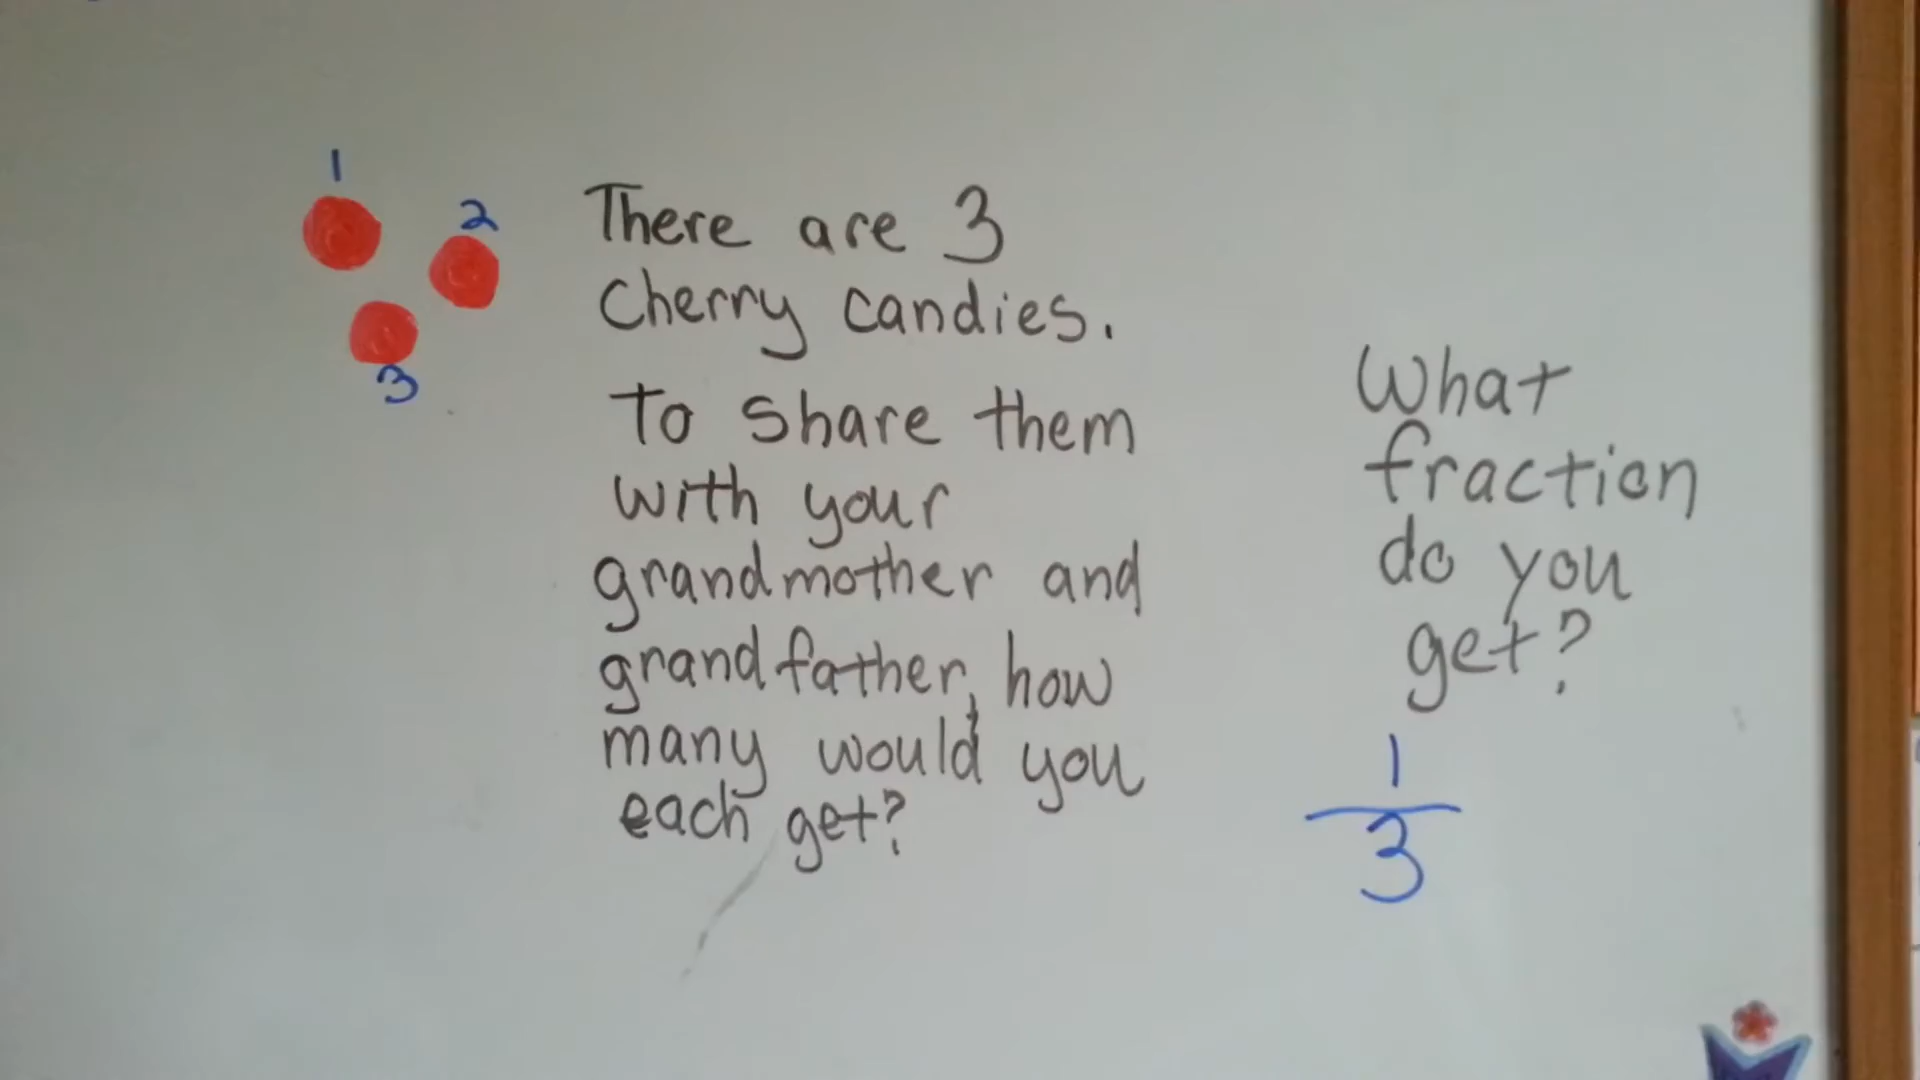 1
2
3
There are 3
Cherry candies.
To share them
with your
grandmother and
grandfather, how
many would you
each get?
What
fraction
do you
get?
1
3